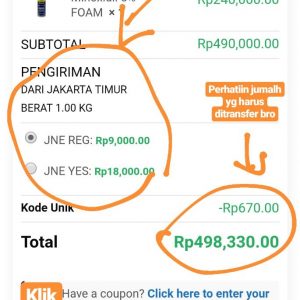 FOAM × 
Rp240,000.00
SUBTOTAL Rp490,000.00
PENGIRIMAN
DARI JAKARTA TIMUR
BERAT 1.00 KG
Perhatiin jumalh
yg harus
ditransfer bro
JNE REG: Rp9,000.00
JNE YES: Rp18,000.00
Kode Unik -Rp670.00
Total Rp498,330.00
Klik
Have a coupon? Click here to enter your